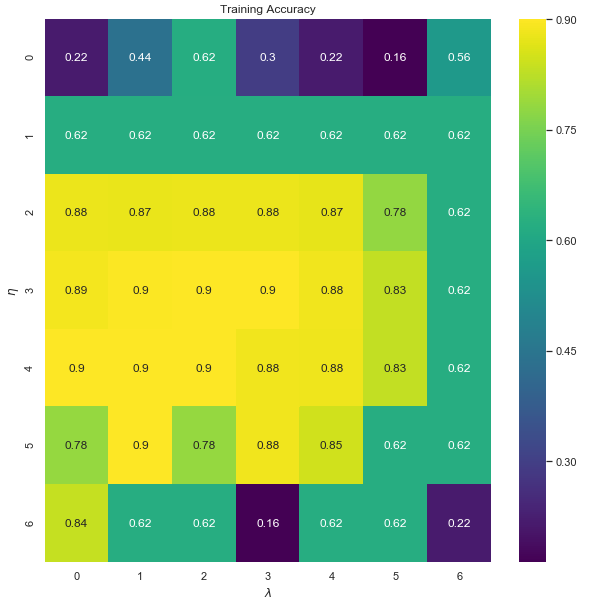 Training Accuracy
0 0.22 0.44 0.62 0.3 0.22 0.16 0.56
1 0.62 0.62 0.62 0.62 0.62 0.62 0.62
2 0.88 0.87 0.88 0.88 0.87 0.78 0.62
3 0.89 0.9 0.9 0.9 0.88 0.83 0.62
4 0.9 0.9 0.9 0.88 0.88 0.83 0.62
5 0.78 0.9 0.78 0.88 0.85 0.62 0.62
6 0.84 0.62 0.62 0.16 0.62 0.62 0.22
0 1 2 3 4 5 6
λ
η
0.90
0.75
0.60
0.45
0.30